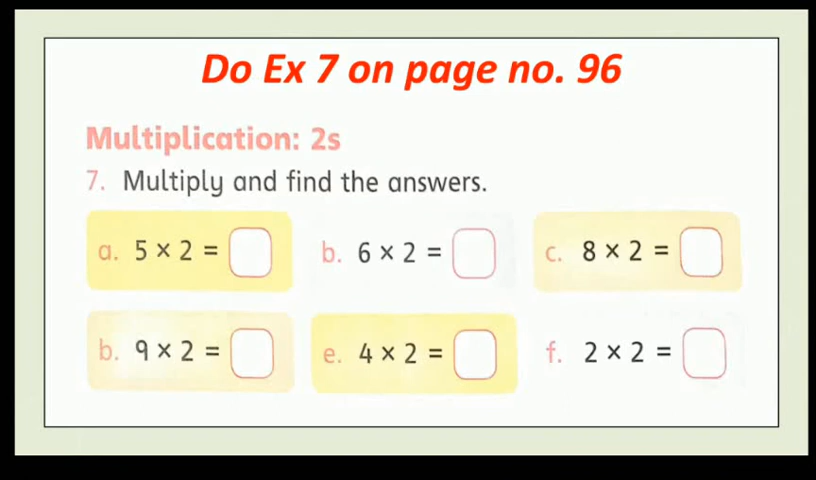 Do Ex 7 on page no. 96
Multiplication: 2s
7. Multiply and find the answers.
a. 5 × 2 = b. 6 × 2 = c. 8 × 2 =
b. 9 × 2 = e. 4 × 2 = f. 2 × 2 =